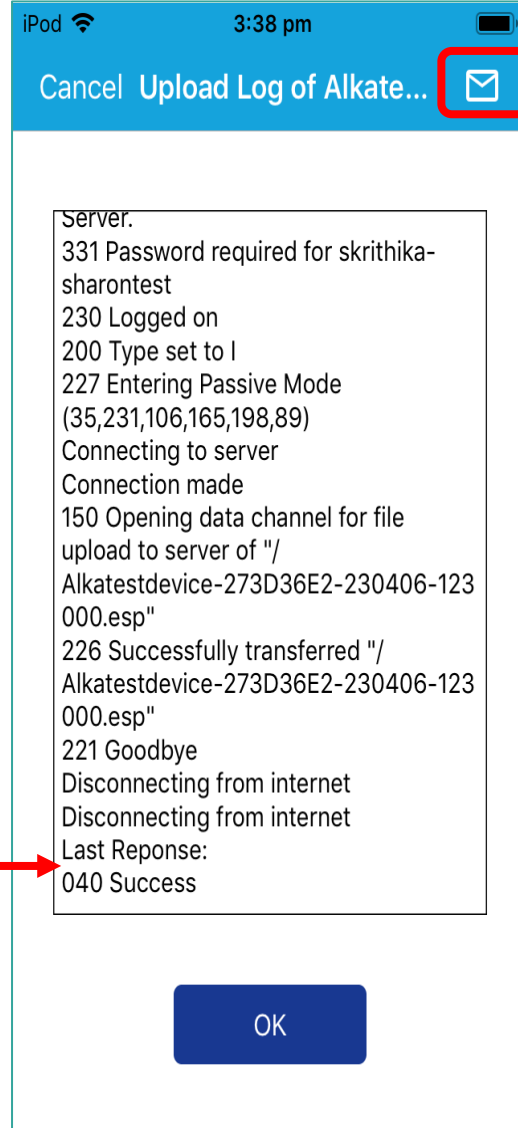 iPod 3:38 pm
Cancel Upload Log of Alkate...
Server.
331 Password required for skrithika-
sharontest
230 Logged on
200 Type set to I
227 Entering Passive Mode
(35,231,106,165,198,89)
Connecting to server
Connection made
150 Opening data channel for file
upload to server of "/
Alkatestdevice-273D36E2-230406-123
000.esp"
226 Successfully transferred "/
Alkatestdevice-273D36E2-230406-123
000.esp"
221 Goodbye
Disconnecting from internet
Disconnecting from internet
Last Reponse:
040 Success
OK